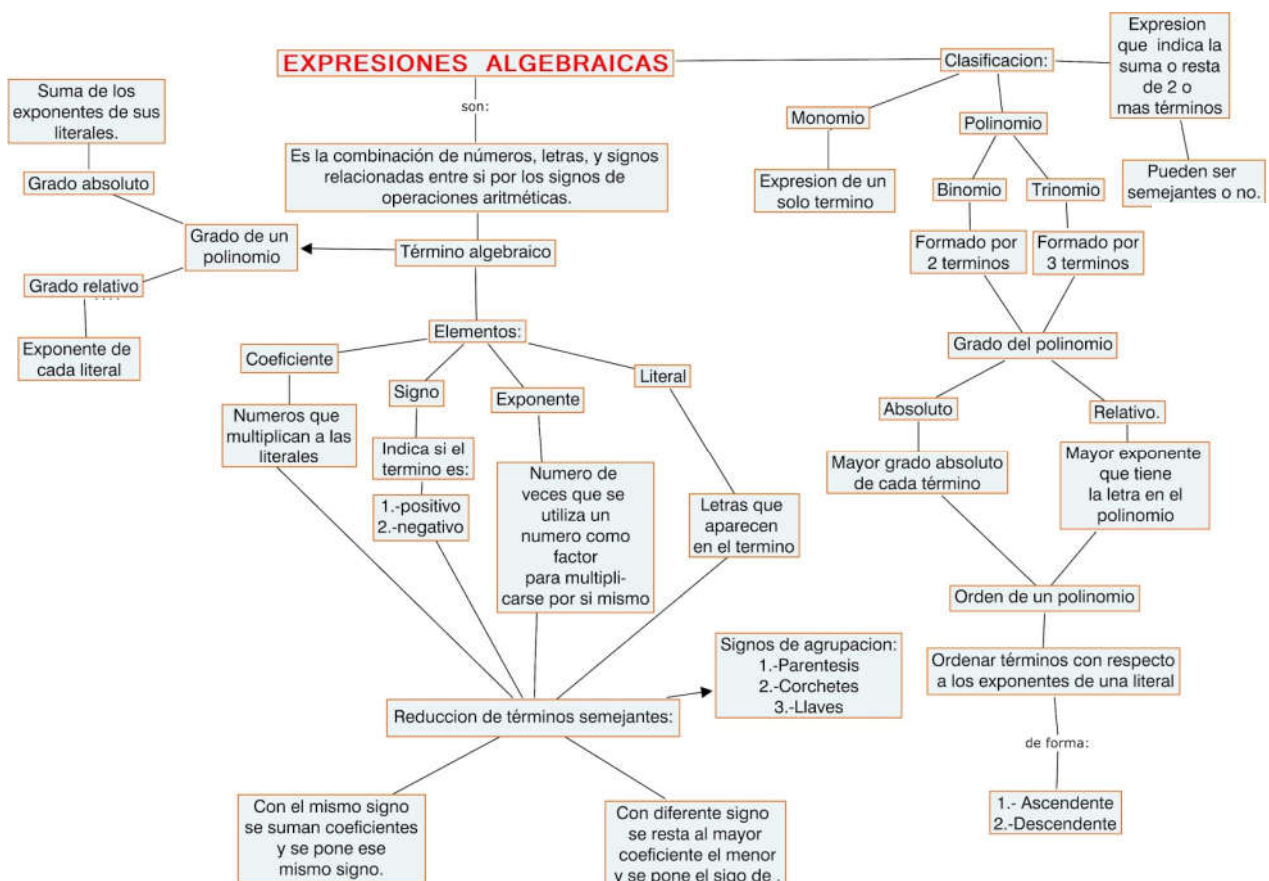 EXPRESIONES ALGEBRAICAS
son:
Es la combinación de números, letras, y signos
relacionadas entre si por los signos de
operaciones aritméticas.
Término algebraico
Grado de un
polinomio
Grado absoluto
Suma de los
exponentes de sus
literales.
Grado relativo
Exponente de
cada literal
Elementos:
Coeficiente
Numeros que
multiplican a las
literales
Signo
Indica si el
termino es:
1.-positivo
2.-negativo
Exponente
Numero de
veces que se
utiliza un
numero como
factor
para multipli-
carse por si mismo
Literal
Letras que
aparecen
en el termino
Reduccion de términos semejantes:
Signos de agrupacion:
1.-Parentesis
2.-Corchetes
3.-Llaves
Con el mismo signo
se suman coeficientes
y se pone ese
mismo signo.
Con diferente signo
se resta al mayor
coeficiente el menor
y se pone el sigo de .
Clasificacion:
Expresion
que indica la
suma o resta
de 2 o
mas términos
Pueden ser
semejantes o no.
Monomio
Expresion de un
solo termino
Polinomio
Binomio
Formado por
2 terminos
Trinomio
Formado por
3 terminos
Grado del polinomio
Absoluto
Mayor grado absoluto
de cada término
Relativo.
Mayor exponente
que tiene
la letra en el
polinomio
Orden de un polinomio
Ordenar términos con respecto
a los exponentes de una literal
de forma:
1.- Ascendente
2.-Descendente